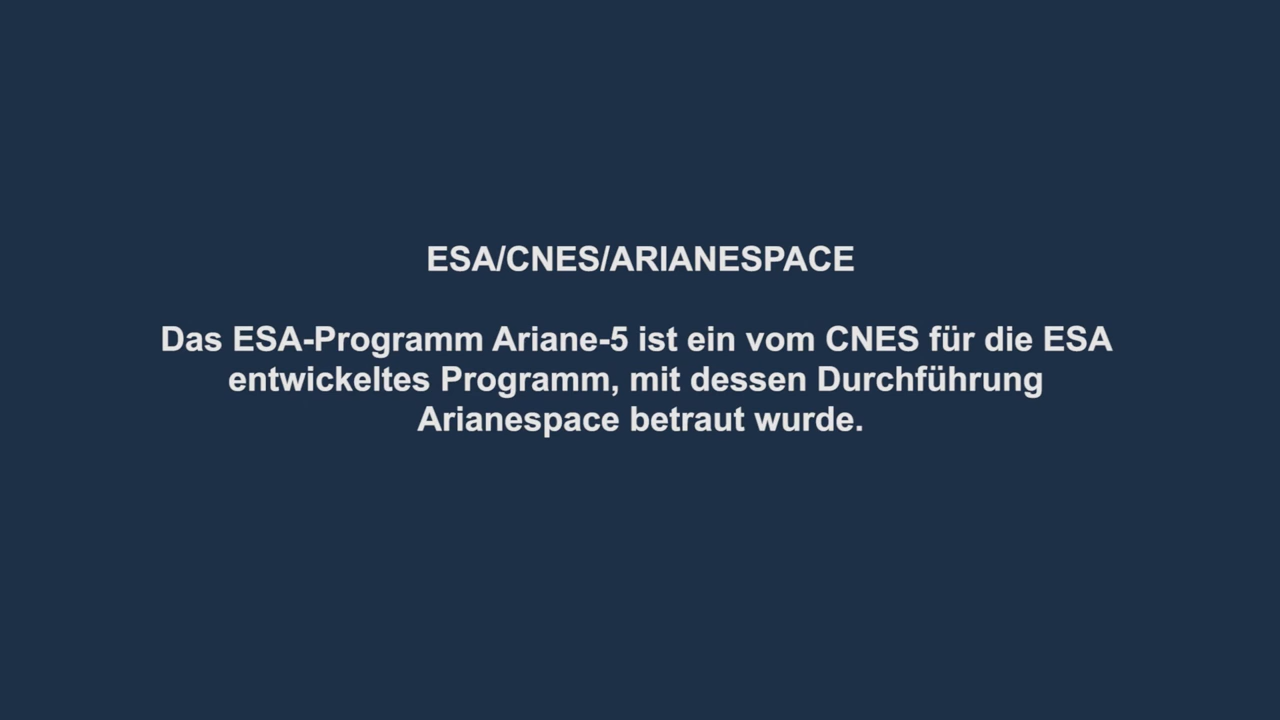 ESA/CNES/ARIANESPACE
Das ESA-Programm Ariane-5 ist ein vom CNES für die ESA
entwickeltes Programm, mit dessen Durchführung
Arianespace betraut wurde.